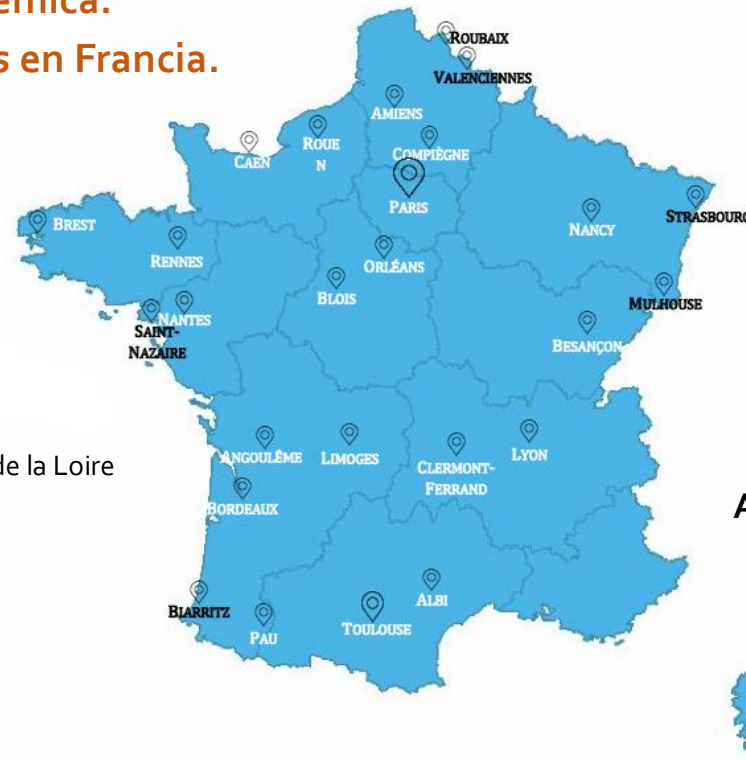 s en Francia.
ROUBAIX
VALENCIENNES
AMIENS
ROUE
N
CAEN
COMPIÈGNE
PARIS
STRASBOURG
NANCY
BREST
RENNES
ORLÉANS
BLOIS
MULHOUSE
NANTES
SAINT-
NAZAIRE
BESANÇON
de la Loire
ANGOULÊME
LIMOGES
LYON
CLERMONT-
FERRAND
BORDEAUX
A
ALBI
BIARRITZ
TOULOUSE
PAU